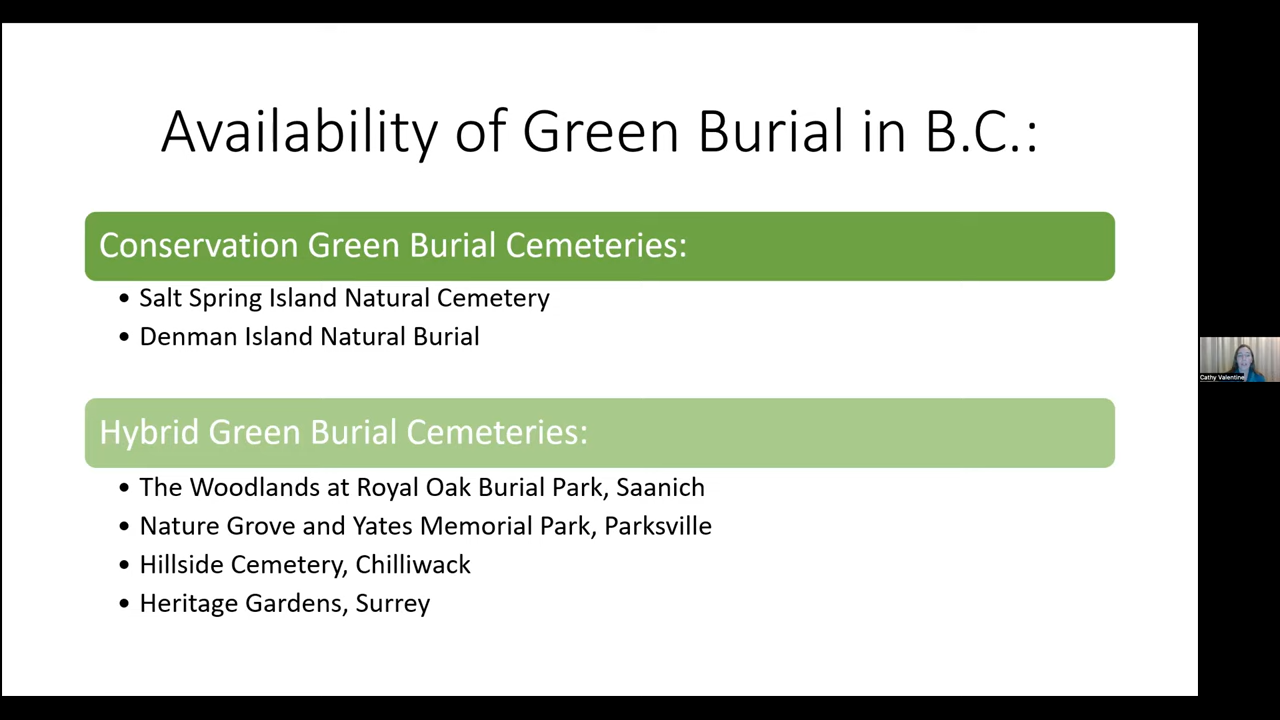 Availability of Green Burial in B.C.:
Conservation Green Burial Cemeteries:
• Salt Spring Island Natural Cemetery
• Denman Island Natural Burial
Hybrid Green Burial Cemeteries:
• The Woodlands at Royal Oak Burial Park, Saanich
• Nature Grove and Yates Memorial Park, Parksville
• Hillside Cemetery, Chilliwack
• Heritage Gardens, Surrey
Cathy Valentine